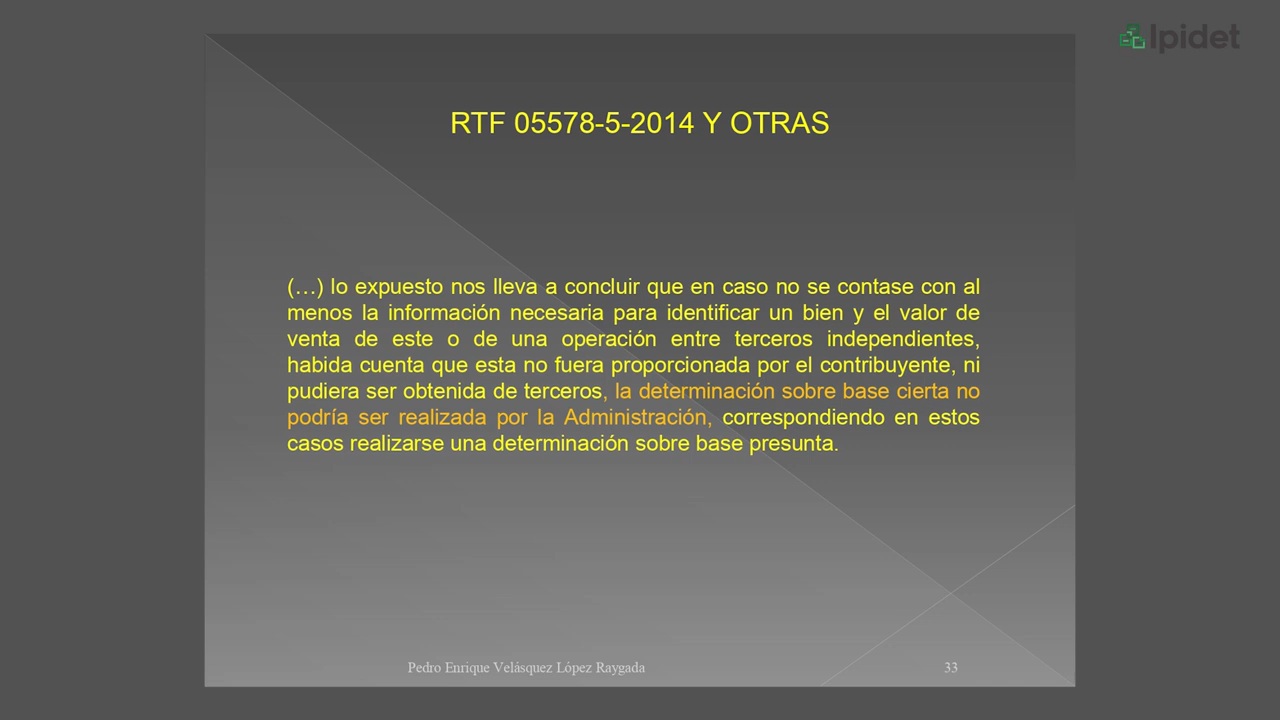 Ipidet
RTF 05578-5-2014 Y OTRAS
(…) lo expuesto nos lleva a concluir que en caso no se contase con al
menos la información necesaria para identificar un bien y el valor de
venta de este o de una operación entre terceros independientes,
habida cuenta que esta no fuera proporcionada por el contribuyente, ni
pudiera ser obtenida de terceros, la determinación sobre base cierta no
podría ser realizada por la Administración, correspondiendo en estos
casos realizarse una determinación sobre base presunta.
Pedro Enrique Velásquez López Raygada
33